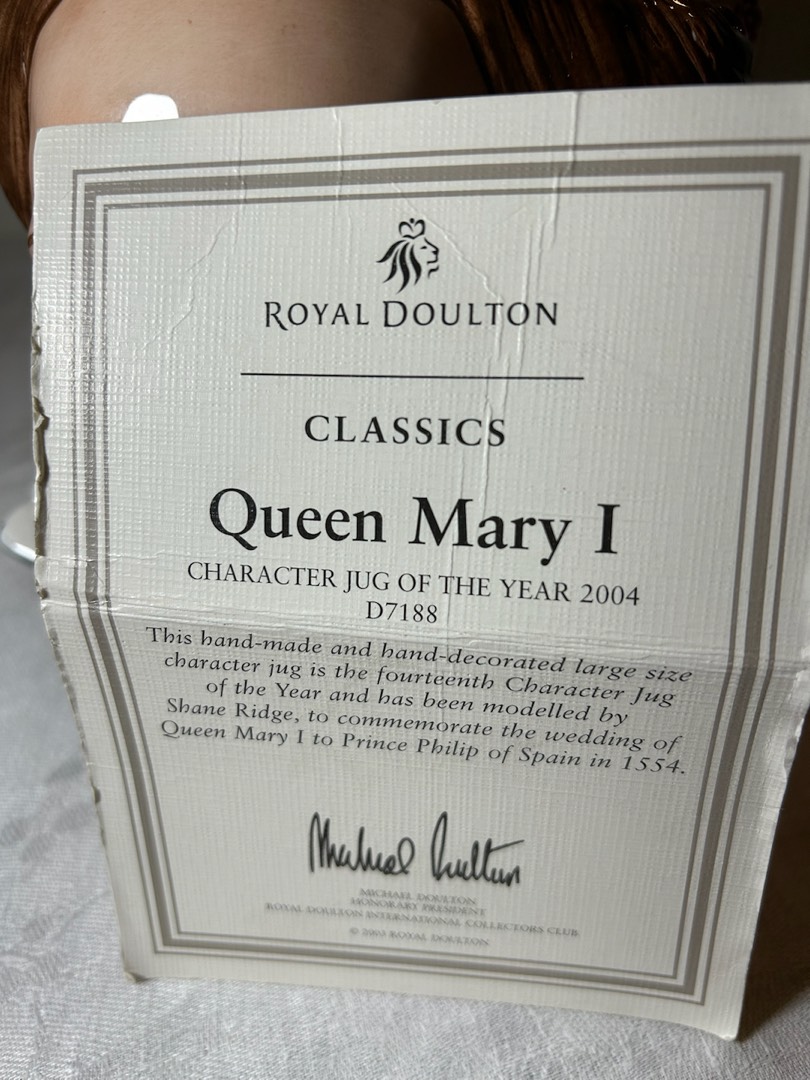 ROYAL DOULTON
CLASSICS
Queen Mary I
CHARACTER JUG OF THE YEAR 2004
D7188
This hand-made and hand-decorated large size
character jug is the fourteenth Character Jug
of the Year and has been modelled by
Shane Ridge, to commemorate the wedding of
Queen Mary I to Prince Philip of Spain in 1554.
Michael Doulton
MICHAEL DOULTON
HONORARY PRESIDENT
ROYAL DOULTON INTERNATIONAL COLLECTORS CLUB
© 2003 ROYAL DOULTON